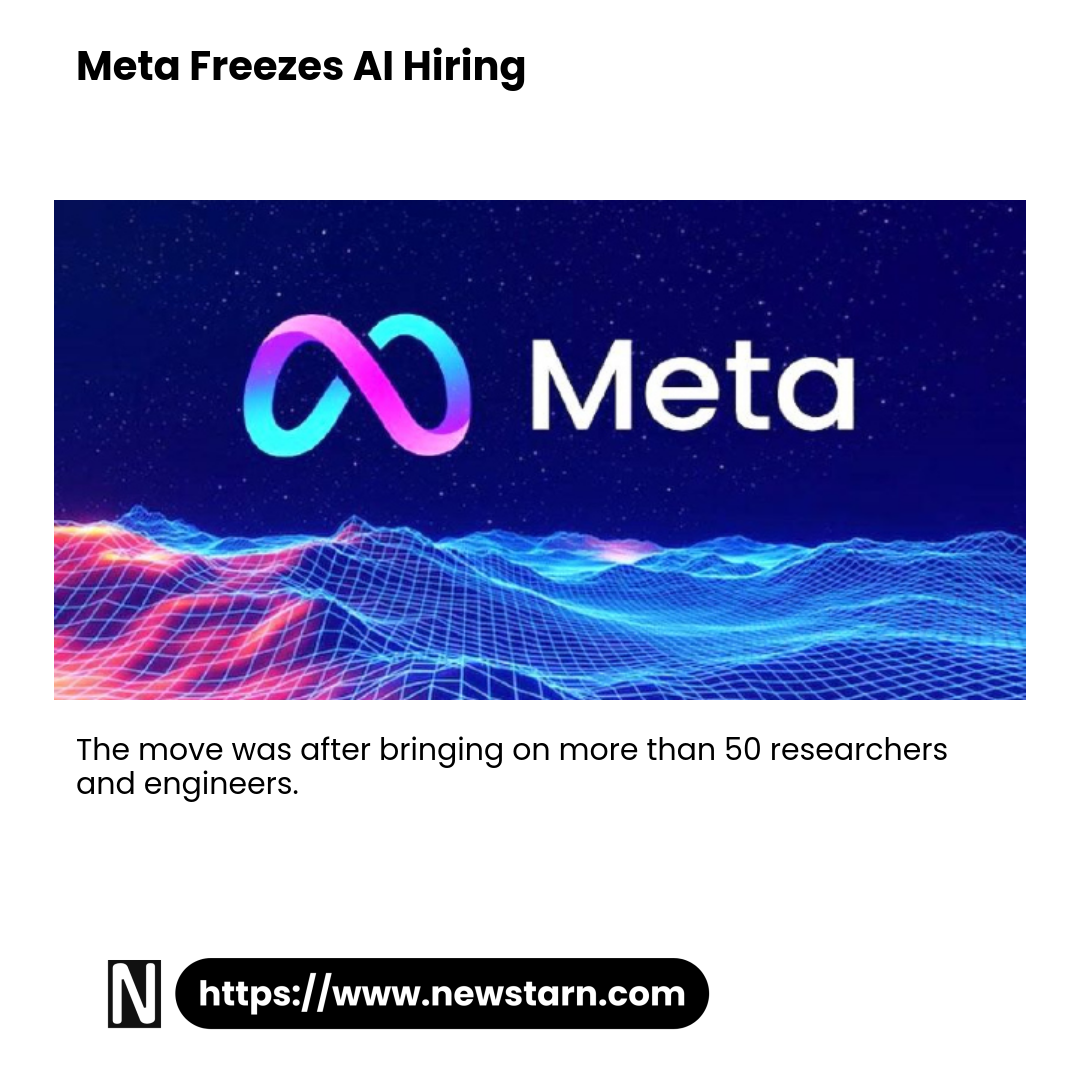 Meta Freezes AI Hiring
Meta
The move was after bringing on more than 50 researchers
and engineers.
N
https://www.newstarn.com